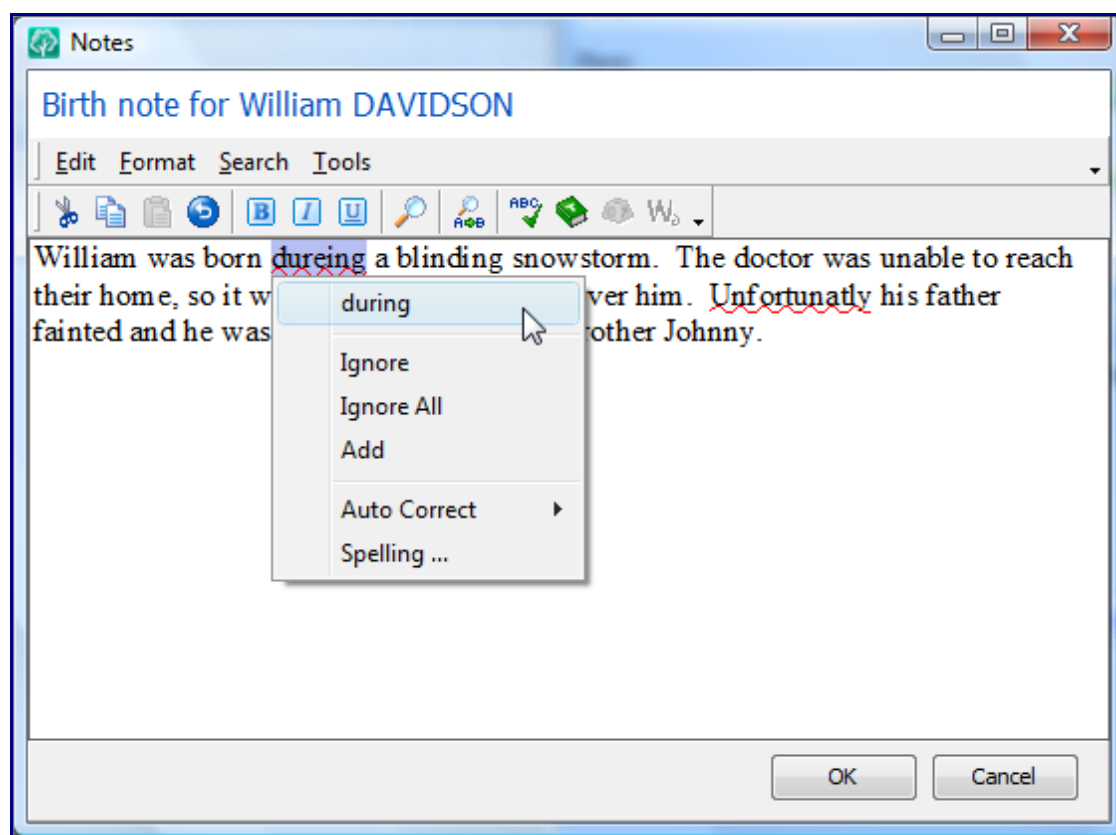 Notes
Birth note for William DAVIDSON
Edit Format Search Tools
B I U A B ABC W
William was born dureing a blinding snowstorm. The doctor was unable to reach
their home, so it w ver him. Unfortunatly his father
fainted and he was rother Johnny.
during
Ignore
Ignore All
Add
Auto Correct
Spelling ...
OK Cancel